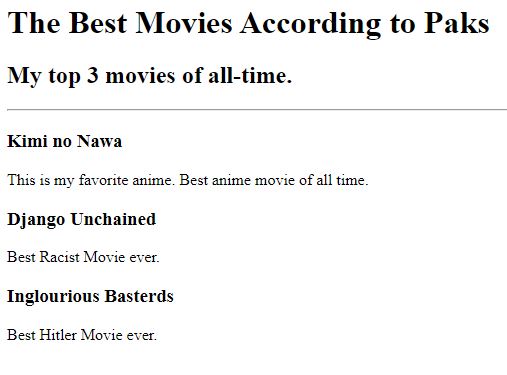 The Best Movies According to Paks
My top 3 movies of all-time.
Kimi no Nawa
This is my favorite anime. Best anime movie of all time.
Django Unchained
Best Racist Movie ever.
Inglourious Basterds
Best Hitler Movie ever.